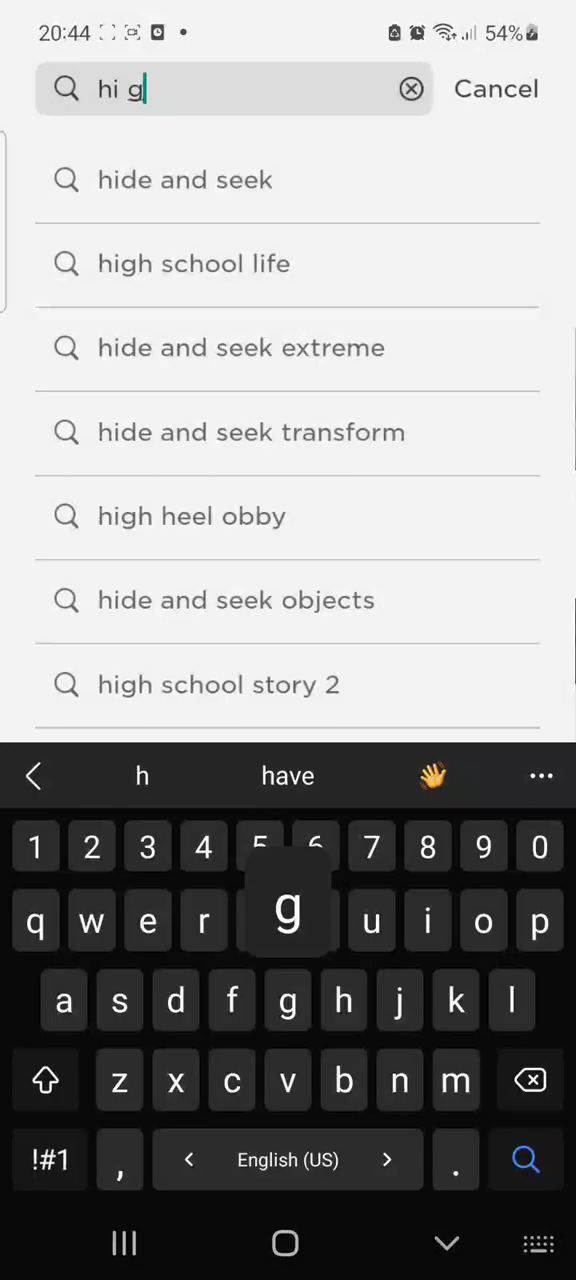 20:44 54%
hi g Cancel
hide and seek
high school life
hide and seek extreme
hide and seek transform
high heel obby
hide and seek objects
high school story 2
h have 👋 ...
1 2 3 4 5 6 7 8 9 0
q w e r g u i o p
a s d f g h j k l
z x c v b n m
!#1 , < English (US) > .